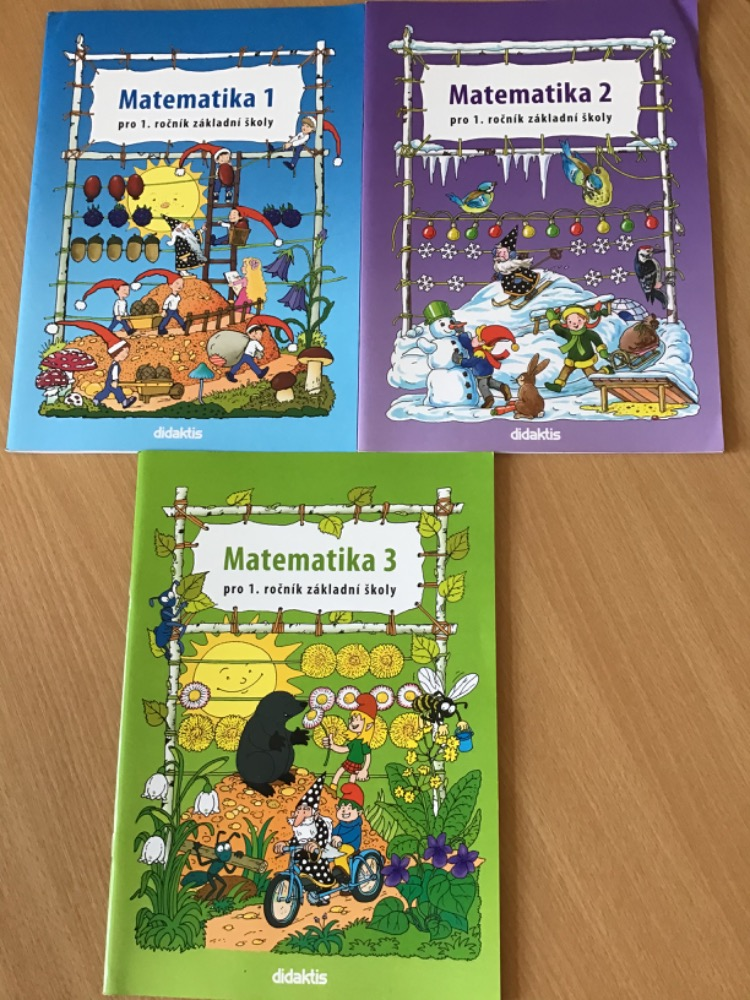 Matematika 1
pro 1. ročník základní školy
didaktis
Matematika 2
pro 1. ročník základní školy
didaktis
Matematika 3
pro 1. ročník základní školy
didaktis